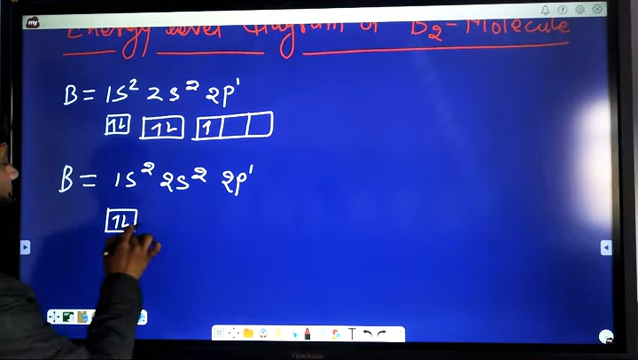 Energy level diagram of B₂-Molecule
B = 1s² 2s² 2p¹
1L 1L 1
B = 1s² 2s² 2p¹
1L